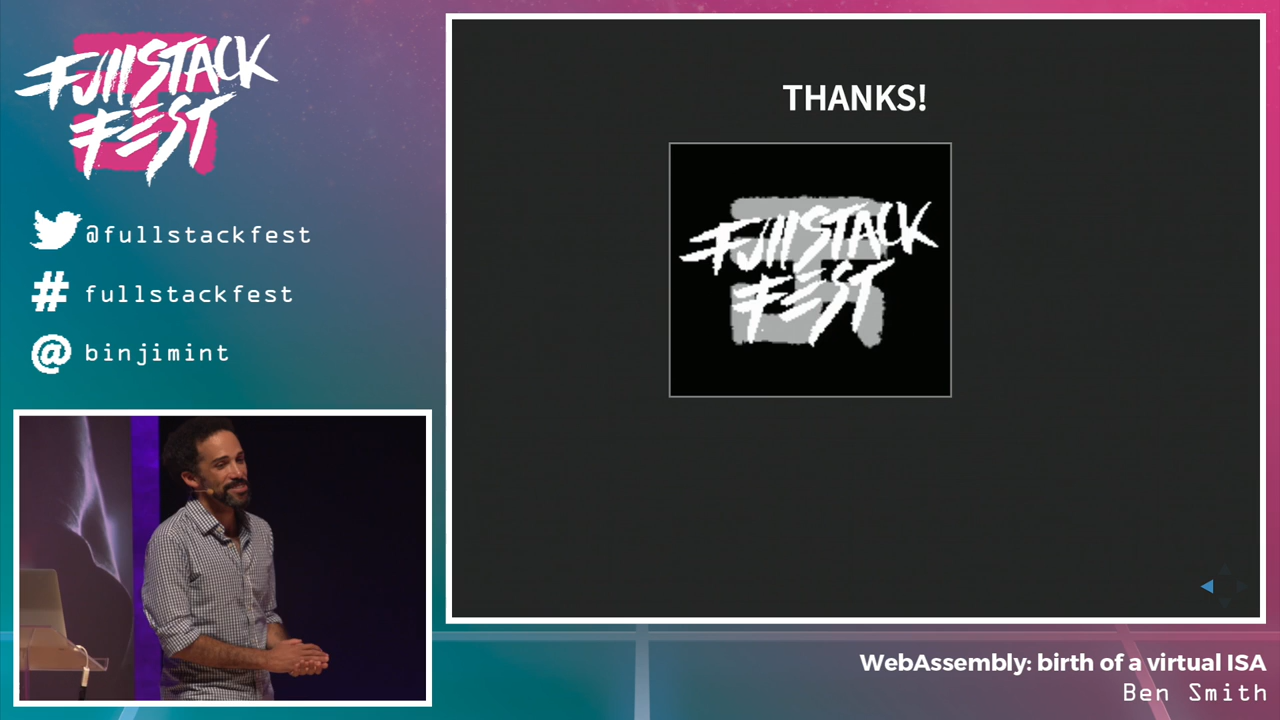 FullSTACK
FEST
@fullstackfest
# fullstackfest
@ binjimint
THANKS!
FullSTACK
FEST
WebAssembly: birth of a virtual ISA
Ben Smith